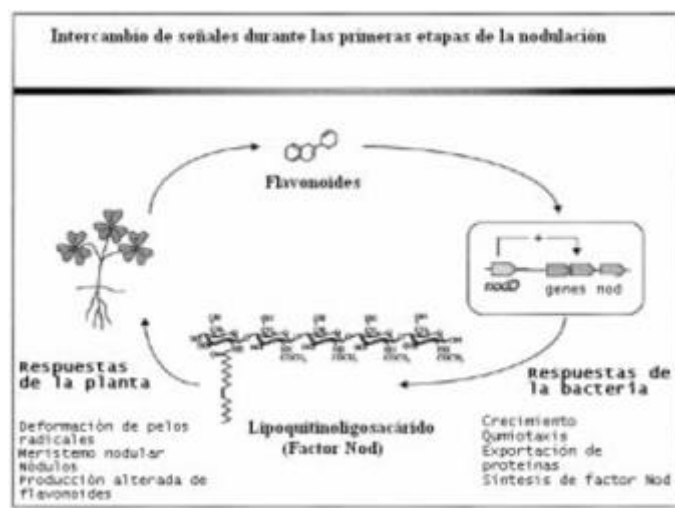 Intercambio de señales durante las primeras etapas de la nodulación
Flavonoides
+
nodD genes nod
Respuestas
de la planta
Deformación de pelos
radicales
Meristemo nodular
Nódulos
Producción alterada de
flavonoides
Lipoquitinoligosacárido
(Factor Nod)
Respuestas de
la bacteria
Crecimiento
Qumiotaxis
Exportación de
proteínas
Síntesis de factor Nod